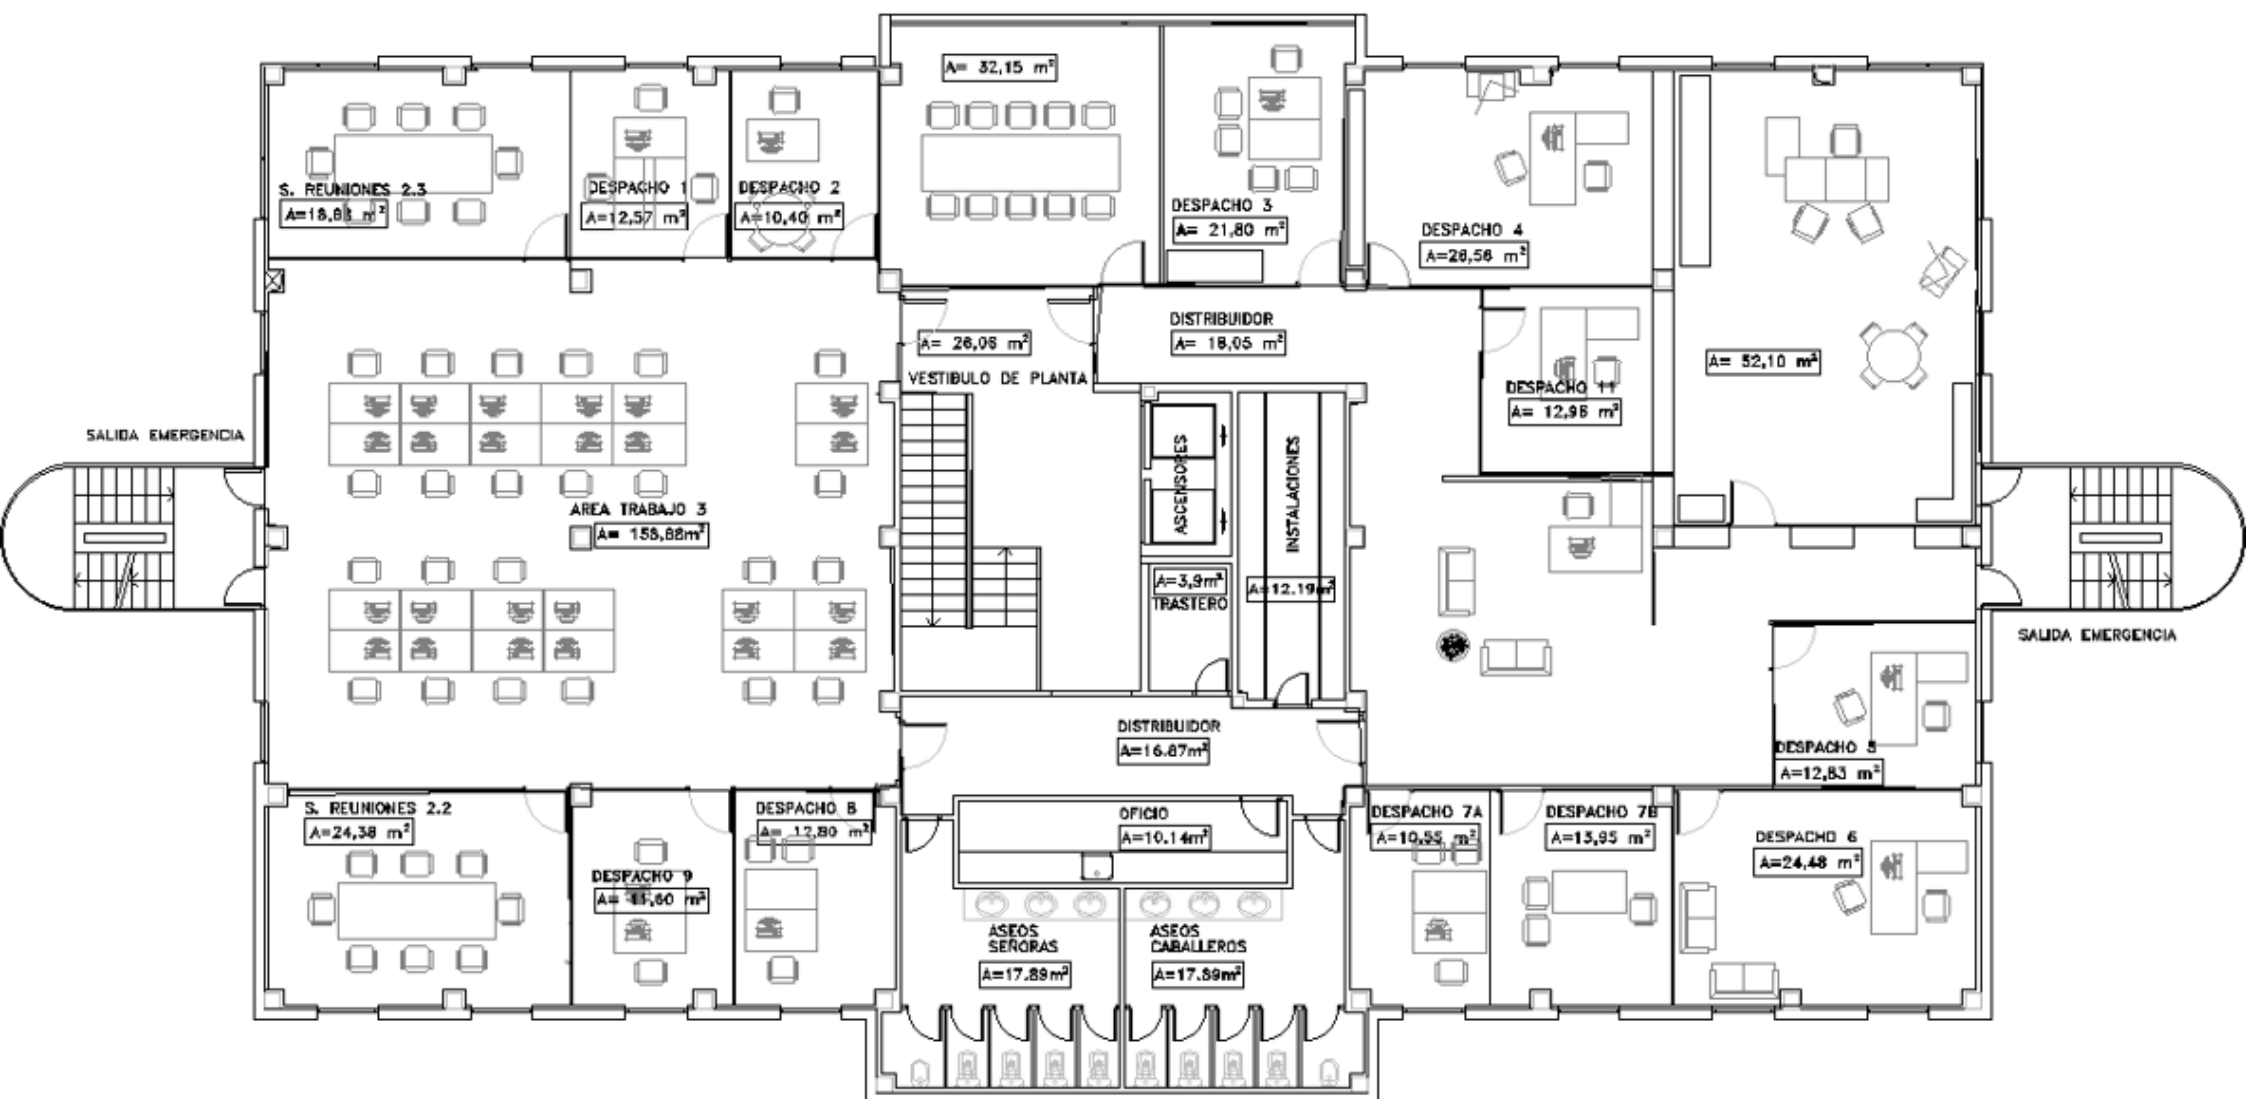 A= 32,15 m²
S. REUNIONES 2.3
A=18,88 m²
DESPACHO 1
A=12,57 m²
DESPACHO 2
A=10,40 m²
DESPACHO 3
A= 21,80 m²
DESPACHO 4
A=26,56 m²
DISTRIBUIDOR
A= 18,05 m²
A= 26,06 m²
VESTIBULO DE PLANTA
A= 52,10 m²
DESPACHO 11
A= 12,96 m²
SALIDA EMERGENCIA
ASCENSORES
INSTALACIONES
AREA TRABAJO 3
A= 158,88m²
A=3,9m²
TRASTERO
A=12.19m²
SALIDA EMERGENCIA
DISTRIBUIDOR
A=16.87m²
DESPACHO 5
A=12,83 m²
S. REUNIONES 2.2
A=24,38 m²
DESPACHO 8
A= 12,80 m²
OFICIO
A=10.14m²
DESPACHO 7A
A=10,55 m²
DESPACHO 7B
A=13,95 m²
DESPACHO 6
A=24,48 m²
DESPACHO 9
A= 11,60 m²
ASEOS
SEÑORAS
A=17.89m²
ASEOS
CABALLEROS
A=17.89m²